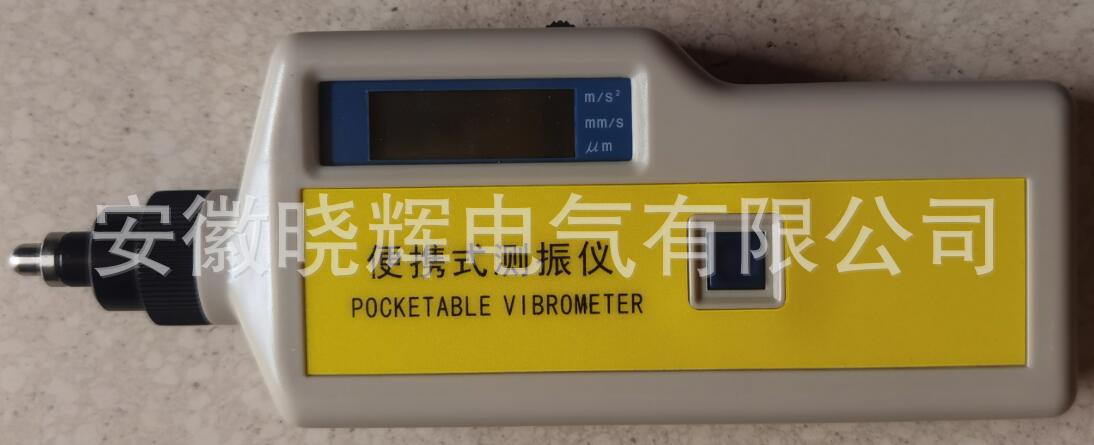 m/s²
mm/s
μm
安徽晓辉电气有限公司
便携式测振仪
POCKETABLE VIBROMETER